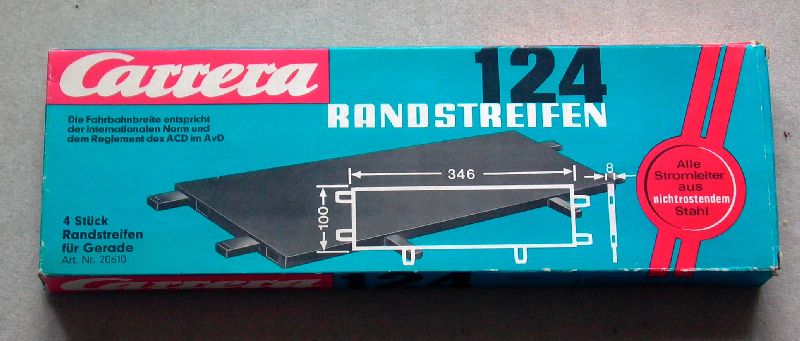 Carrera
124
RANDSTREIFEN
Die Fahrbahnbreite entspricht
der internationalen Norm und
dem Reglement des ACD im AvD
346
8
100
Alle
Stromleiter
aus
nichtrostendem
Stahl
4 Stück
Randstreifen
für Gerade
Art. Nr. 20610
Carrera
124